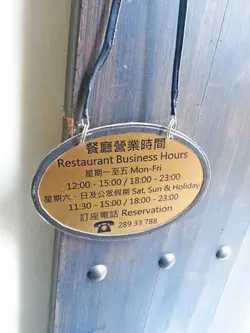 餐廳營業時間
Restaurant Business Hours
星期一至五 Mon-Fri
12:00 - 15:00 / 18:00 - 23:00
星期六、日及公眾假期 Sat, Sun & Holiday
11:30 - 15:00 / 18:00 - 23:00
訂座電話 Reservation
289 33 788